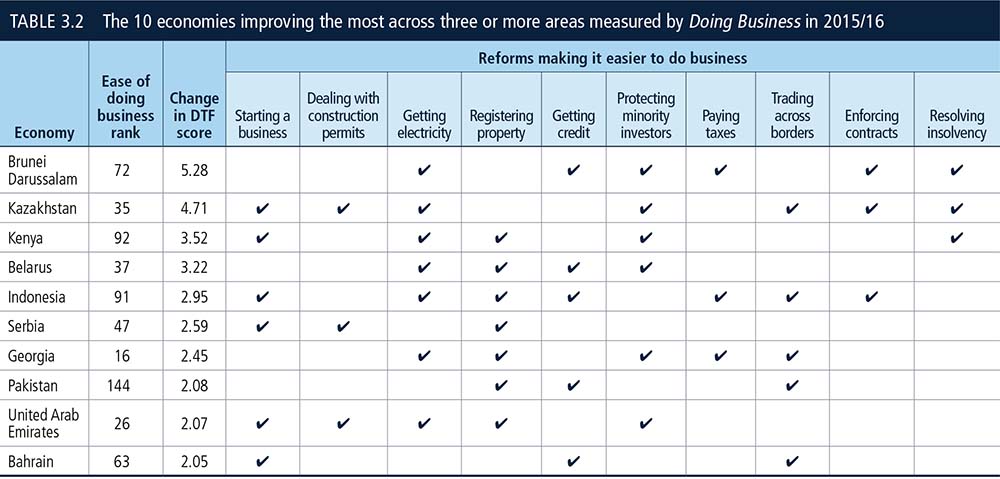 TABLE 3.2 The 10 economies improving the most across three or more areas measured by Doing Business in 2015/16
Economy
Ease of
doing
business
rank
Change
in DTF
score
Reforms making it easier to do business
Starting a
business
Dealing with
construction
permits
Getting
electricity
Registering
property
Getting
credit
Protecting
minority
investors
Paying
taxes
Trading
across
borders
Enforcing
contracts
Resolving
insolvency
Brunei
Darussalam 72 5.28 ✔ ✔ ✔ ✔ ✔ ✔
Kazakhstan 35 4.71 ✔ ✔ ✔ ✔ ✔ ✔ ✔
Kenya 92 3.52 ✔ ✔ ✔ ✔ ✔
Belarus 37 3.22 ✔ ✔ ✔ ✔
Indonesia 91 2.95 ✔ ✔ ✔ ✔ ✔ ✔ ✔
Serbia 47 2.59 ✔ ✔ ✔
Georgia 16 2.45 ✔ ✔ ✔ ✔ ✔
Pakistan 144 2.08 ✔ ✔ ✔
United Arab
Emirates 26 2.07 ✔ ✔ ✔ ✔ ✔
Bahrain 63 2.05 ✔ ✔ ✔